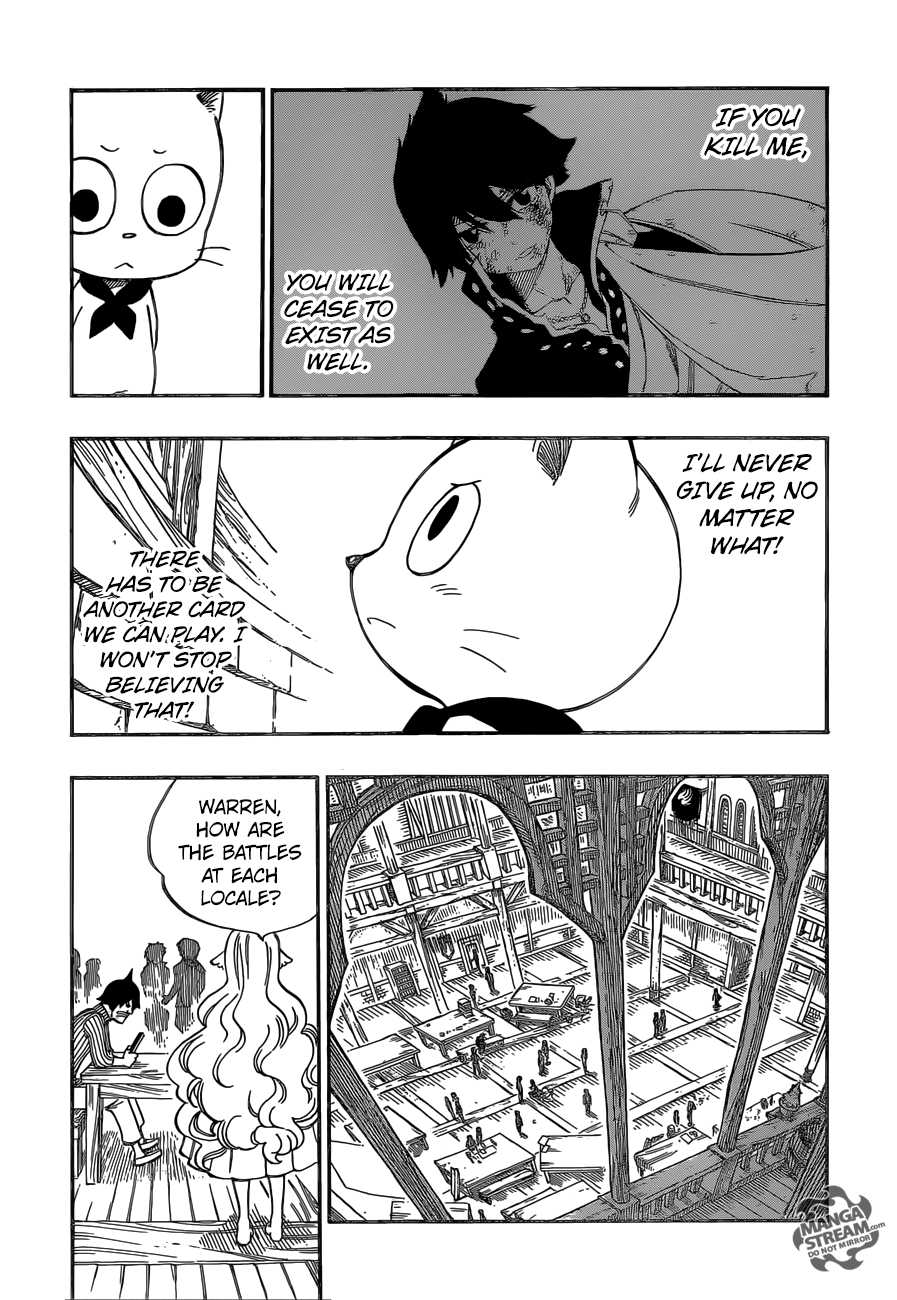 IF YOU
KILL ME,
YOU WILL
CEASE TO
EXIST AS
WELL.
I'LL NEVER
GIVE UP, NO
MATTER
WHAT!
THERE
HAS TO BE
ANOTHER CARD
WE CAN PLAY. I
WON'T STOP
BELIEVING
THAT!
WARREN,
HOW ARE
THE BATTLES
AT EACH
LOCALE?
MANGA
STREAM.com
DO NOT MIRROR